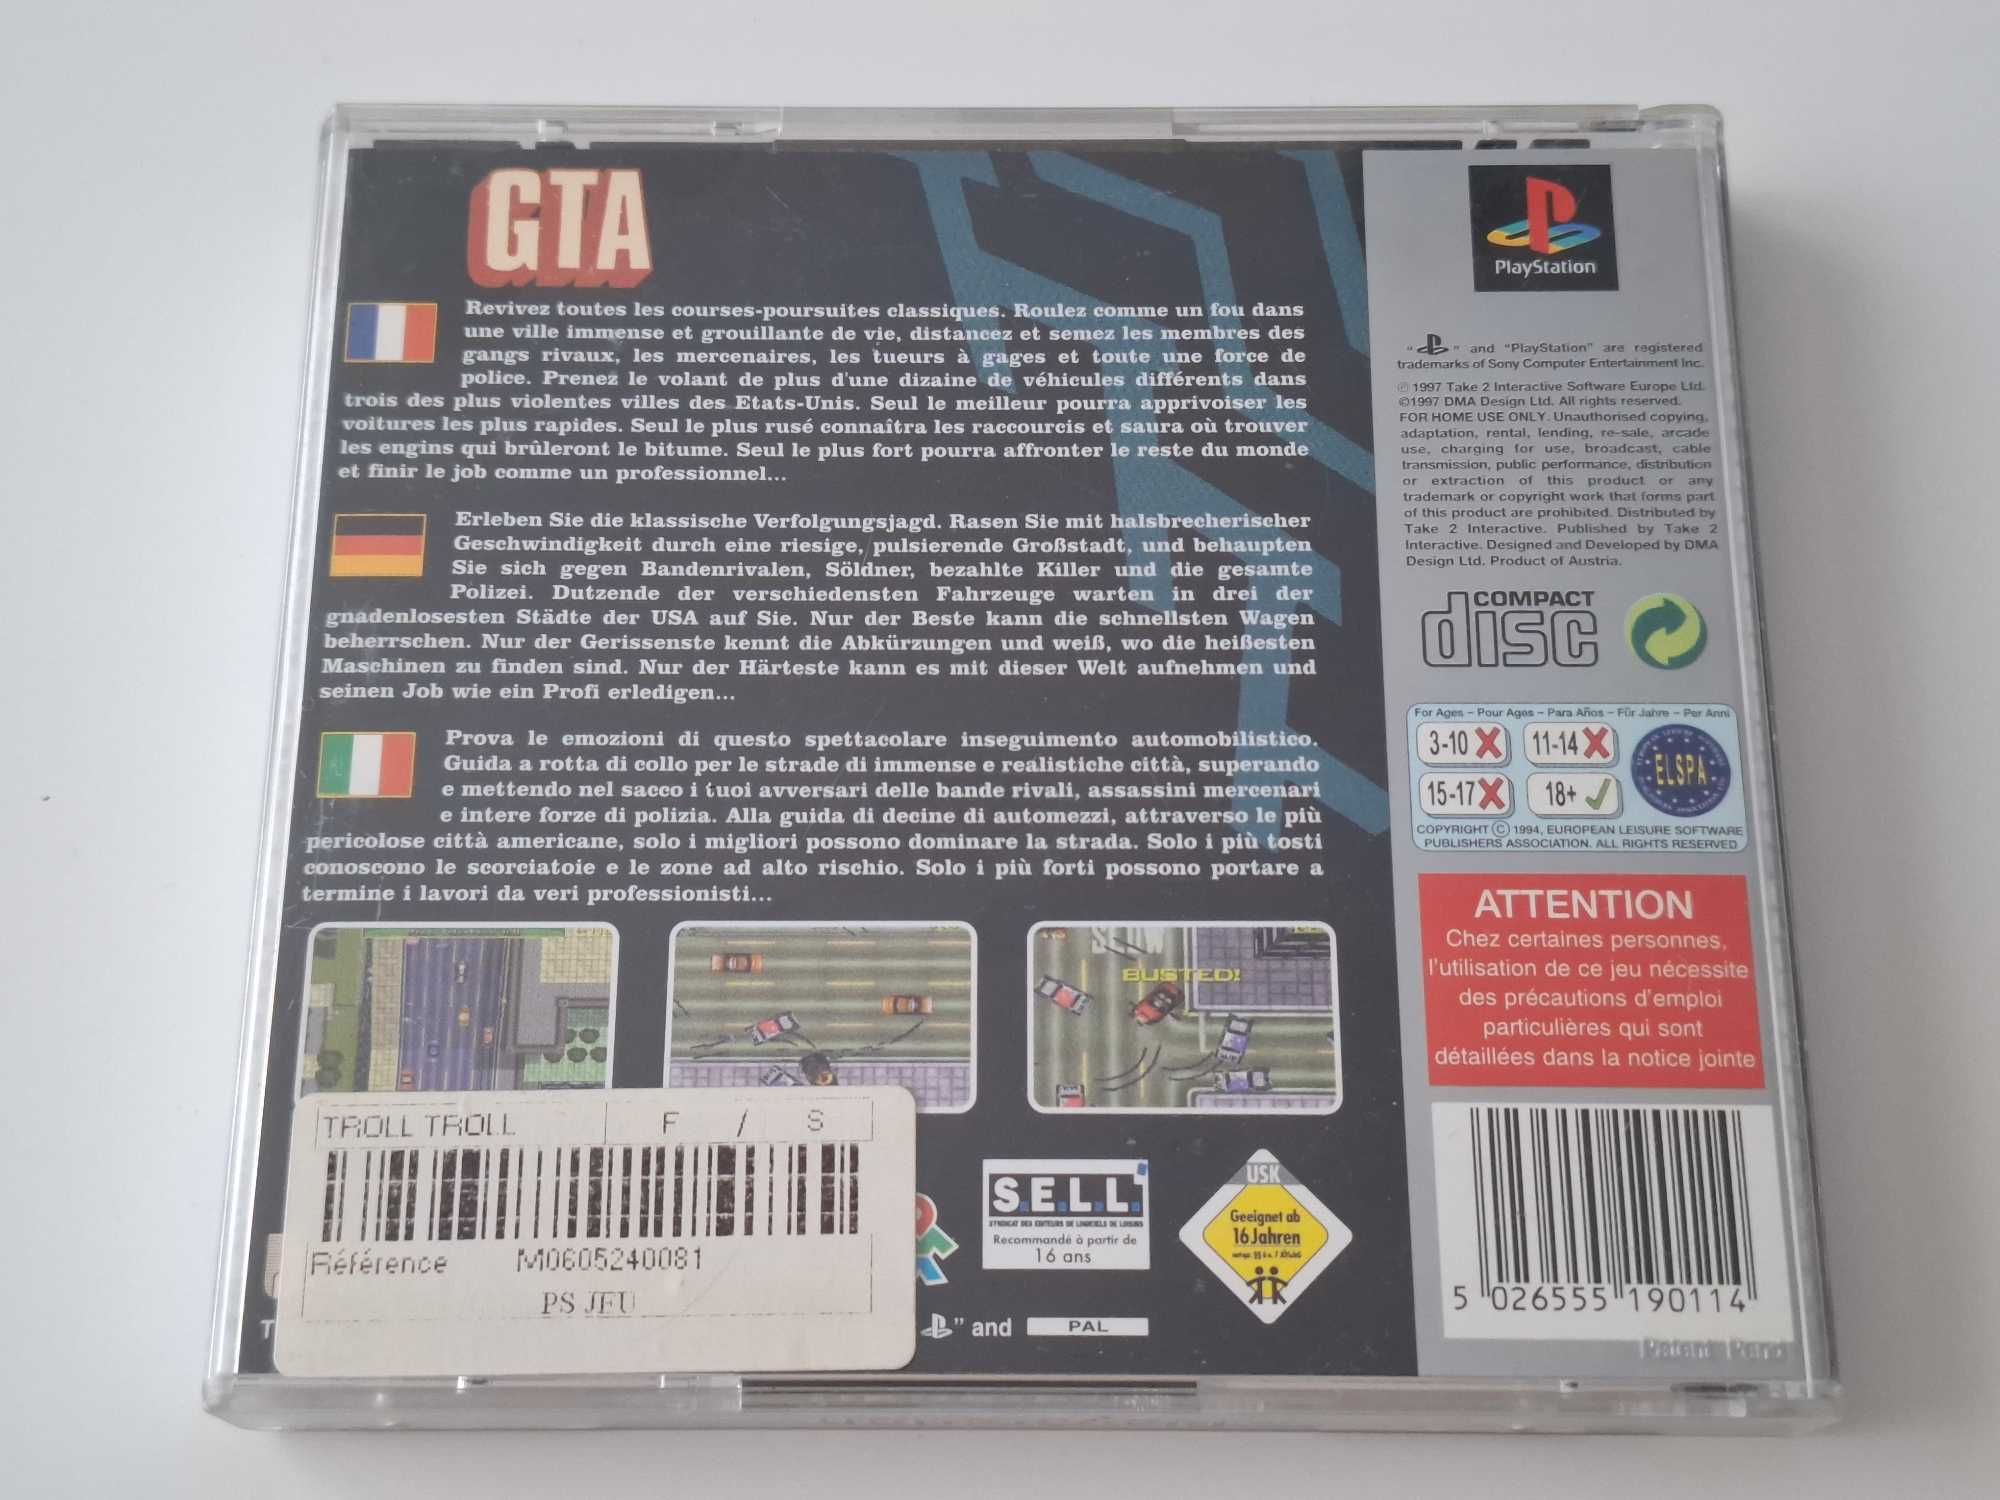 GTA
Revivez toutes les courses-poursuites classiques. Roulez comme un fou dans
une ville immense et grouillante de vie, distancez et semez les membres des
gangs rivaux, les mercenaires, les tueurs à gages et toute une force de
police. Prenez le volant de plus d'une dizaine de véhicules différents dans
trois des plus violentes villes des Etats-Unis. Seul le meilleur pourra apprivoiser les
voitures les plus rapides. Seul le plus rusé connaîtra les raccourcis et saura où trouver
les engins qui brûleront le bitume. Seul le plus fort pourra affronter le reste du monde
et finir le job comme un professionnel...
Erleben Sie die klassische Verfolgungsjagd. Rasen Sie mit halsbrecherischer
Geschwindigkeit durch eine riesige, pulsierende Großstadt, und behaupten
Sie sich gegen Bandenrivalen, Söldner, bezahlte Killer und die gesamte
Polizei. Dutzende der verschiedensten Fahrzeuge warten in drei der
gnadenlosesten Städte der USA auf Sie. Nur der Beste kann die schnellsten Wagen
beherrschen. Nur der Gerissenste kennt die Abkürzungen und weiß, wo die heißesten
Maschinen zu finden sind. Nur der Härteste kann es mit dieser Welt aufnehmen und
seinen Job wie ein Profi erledigen...
Prova le emozioni di questo spettacolare inseguimento automobilistico.
Guida a rotta di collo per le strade di immense e realistiche città, superando
e mettendo nel sacco i tuoi avversari delle bande rivali, assassini mercenari
e intere forze di polizia. Alla guida di decine di automezzi, attraverso le più
pericolose città americane, solo i migliori possono dominare la strada. Solo i più tosti
conoscono le scorciatoie e le zone ad alto rischio. Solo i più forti possono portare a
termine i lavori da veri professionisti...
SLOW
BUSTED!
TROLL TROLL F / S
Référence M0605240081
PS JEU
S.E.L.L.
SYNDICAT DES EDITEURS DE LOGICIELS DE LOISIRS
Recommandé à partir de
16 ans
USK
Geeignet ab
16 Jahren
" and PAL
PlayStation
" " and "PlayStation" are registered
trademarks of Sony Computer Entertainment Inc.
℗ 1997 Take 2 Interactive Software Europe Ltd.
©1997 DMA Design Ltd. All rights reserved.
FOR HOME USE ONLY. Unauthorised copying,
adaptation, rental, lending, re-sale, arcade
use, charging for use, broadcast, cable
transmission, public performance, distribution
or extraction of this product or any
trademark or copyright work that forms part
of this product are prohibited. Distributed by
Take 2 Interactive. Published by Take 2
Interactive. Designed and Developed by DMA
Design Ltd. Product of Austria.
COMPACT
disc
For Ages – Pour Ages – Para Años – Für Jahre – Per Anni
3-10 11-14
15-17 18+
ELSPA
COPYRIGHT © 1994, EUROPEAN LEISURE SOFTWARE
PUBLISHERS ASSOCIATION. ALL RIGHTS RESERVED
ATTENTION
Chez certaines personnes,
l'utilisation de ce jeu nécessite
des précautions d'emploi
particulières qui sont
détaillées dans la notice jointe
5 026555 190114
Patent Pend